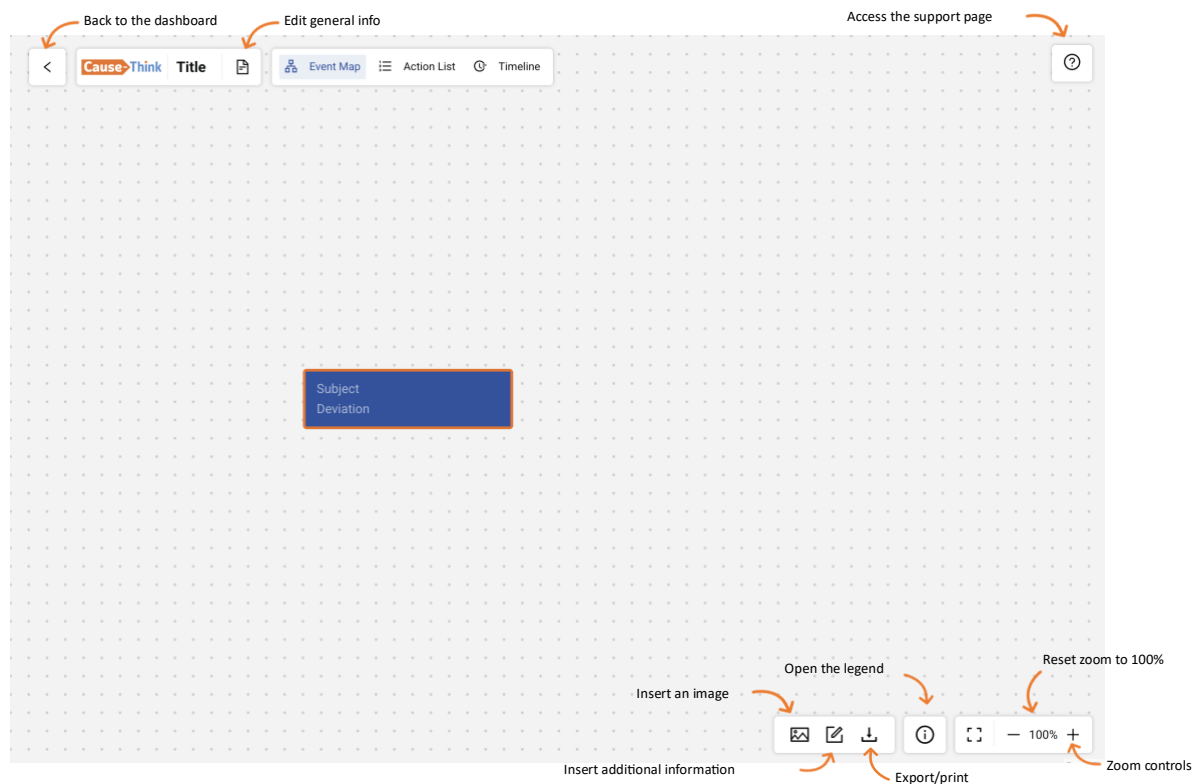 Back to the dashboard
Edit general info
Access the support page
Cause Think Title
Event Map
Action List
Timeline
Subject
Deviation
Reset zoom to 100%
Open the legend
Insert an image
100%
Insert additional information
Export/print
Zoom controls